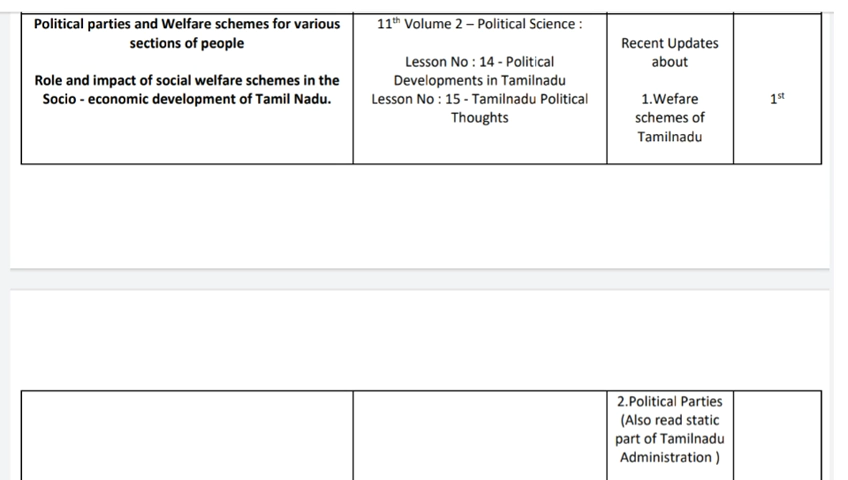 Political parties and Welfare schemes for various
sections of people
Role and impact of social welfare schemes in the
Socio - economic development of Tamil Nadu.
11th Volume 2 – Political Science :
Lesson No : 14 - Political
Developments in Tamilnadu
Lesson No : 15 - Tamilnadu Political
Thoughts
Recent Updates
about
1.Wefare
schemes of
Tamilnadu
1st
2.Political Parties
(Also read static
part of Tamilnadu
Administration )